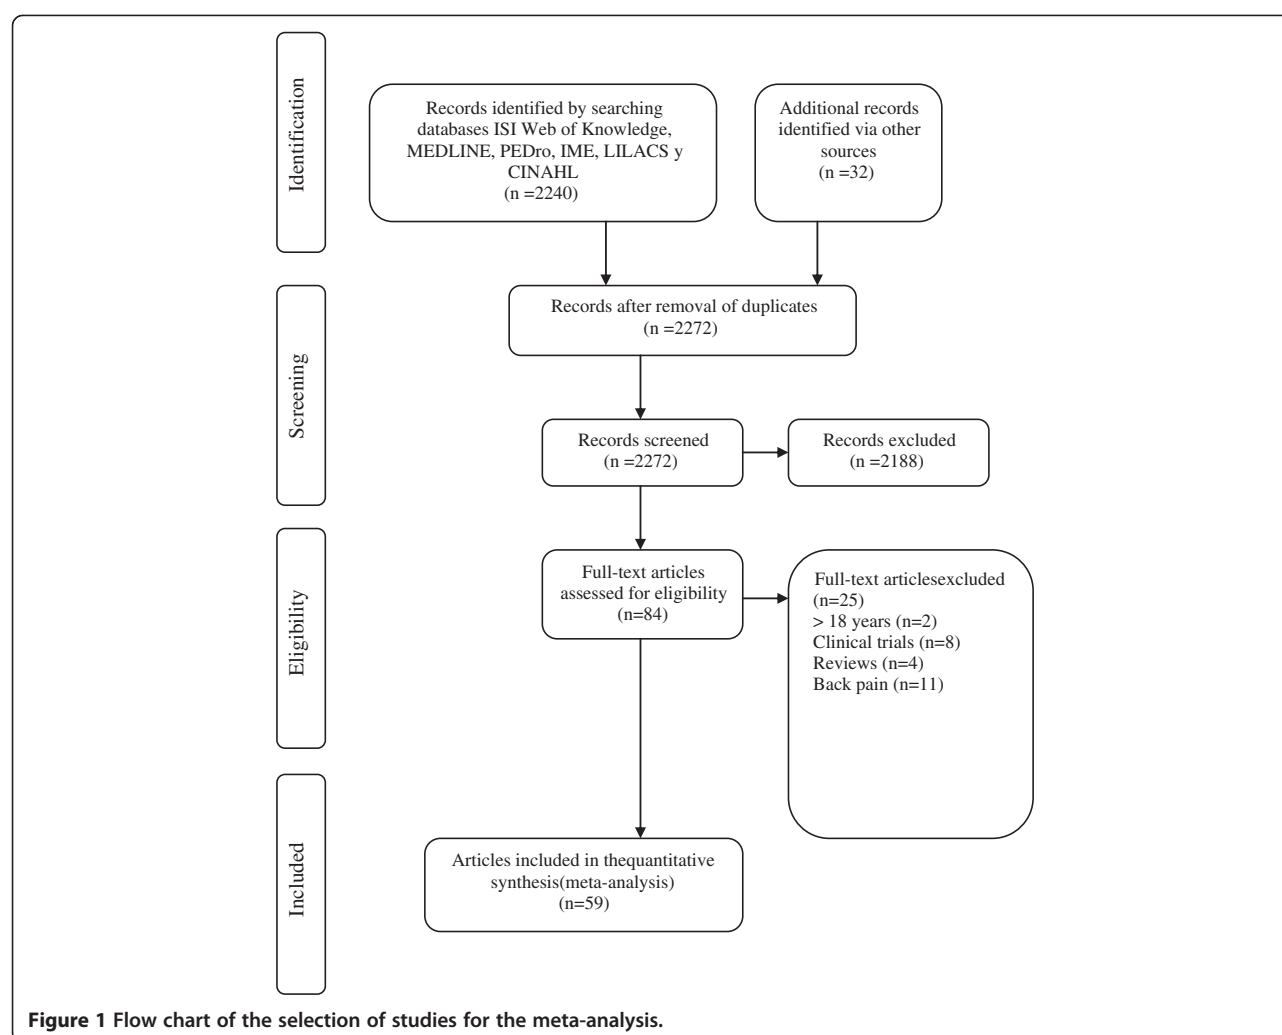 Identification
Records identified by searching
databases ISI Web of Knowledge,
MEDLINE, PEDro, IME, LILACS y
CINAHL
(n =2240)
Additional records
identified via other
sources
(n =32)
Screening
Records after removal of duplicates
(n =2272)
Records screened
(n =2272)
Records excluded
(n =2188)
Eligibility
Full-text articles
assessed for eligibility
(n=84)
Full-text articlesexcluded
(n=25)
> 18 years (n=2)
Clinical trials (n=8)
Reviews (n=4)
Back pain (n=11)
Included
Articles included in thequantitative
synthesis(meta-analysis)
(n=59)
Figure 1 Flow chart of the selection of studies for the meta-analysis.